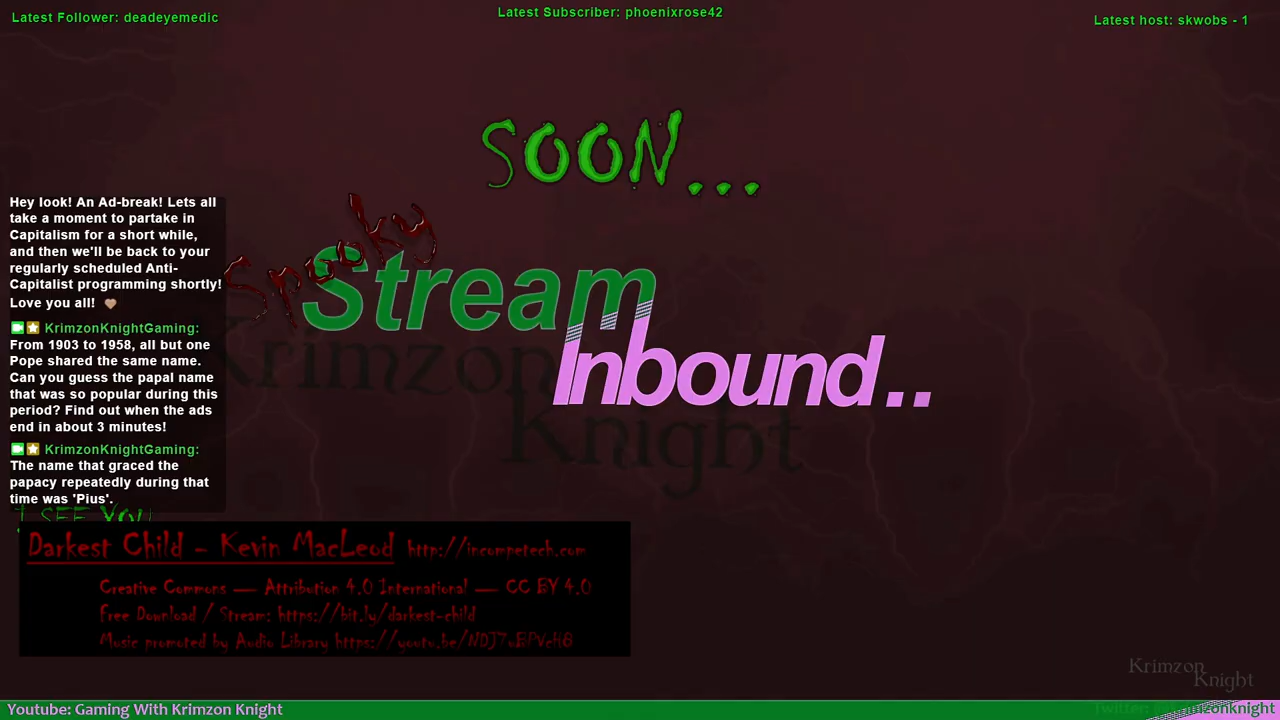 Latest Follower: deadeyemedic
Latest Subscriber: phoenixrose42
Latest host: skwobs - 1
SOON...
Spooky
Stream
Inbound..
Krimzon
Knight
Hey look! An Ad-break! Lets all
take a moment to partake in
Capitalism for a short while,
and then we'll be back to your
regularly scheduled Anti-
Capitalist programming shortly!
Love you all!
KrimzonKnightGaming:
From 1903 to 1958, all but one
Pope shared the same name.
Can you guess the papal name
that was so popular during this
period? Find out when the ads
end in about 3 minutes!
KrimzonKnightGaming:
The name that graced the
papacy repeatedly during that
time was 'Pius'.
I SEE YOU
Darkest Child - Kevin MacLeod http://incompetech.com
Creative Commons — Attribution 4.0 International — CC BY 4.0
Free Download / Stream: https://bit.ly/darkest-child
Music promoted by Audio Library
Krimzon
Knight
Youtube: Gaming With Krimzon Knight
Twitter: